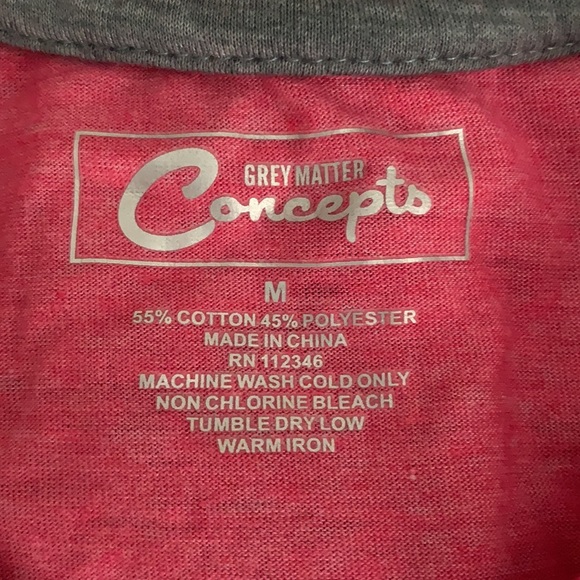 GREY MATTER
Concepts
M
55% COTTON 45% POLYESTER
MADE IN CHINA
RN 112346
MACHINE WASH COLD ONLY
NON CHLORINE BLEACH
TUMBLE DRY LOW
WARM IRON